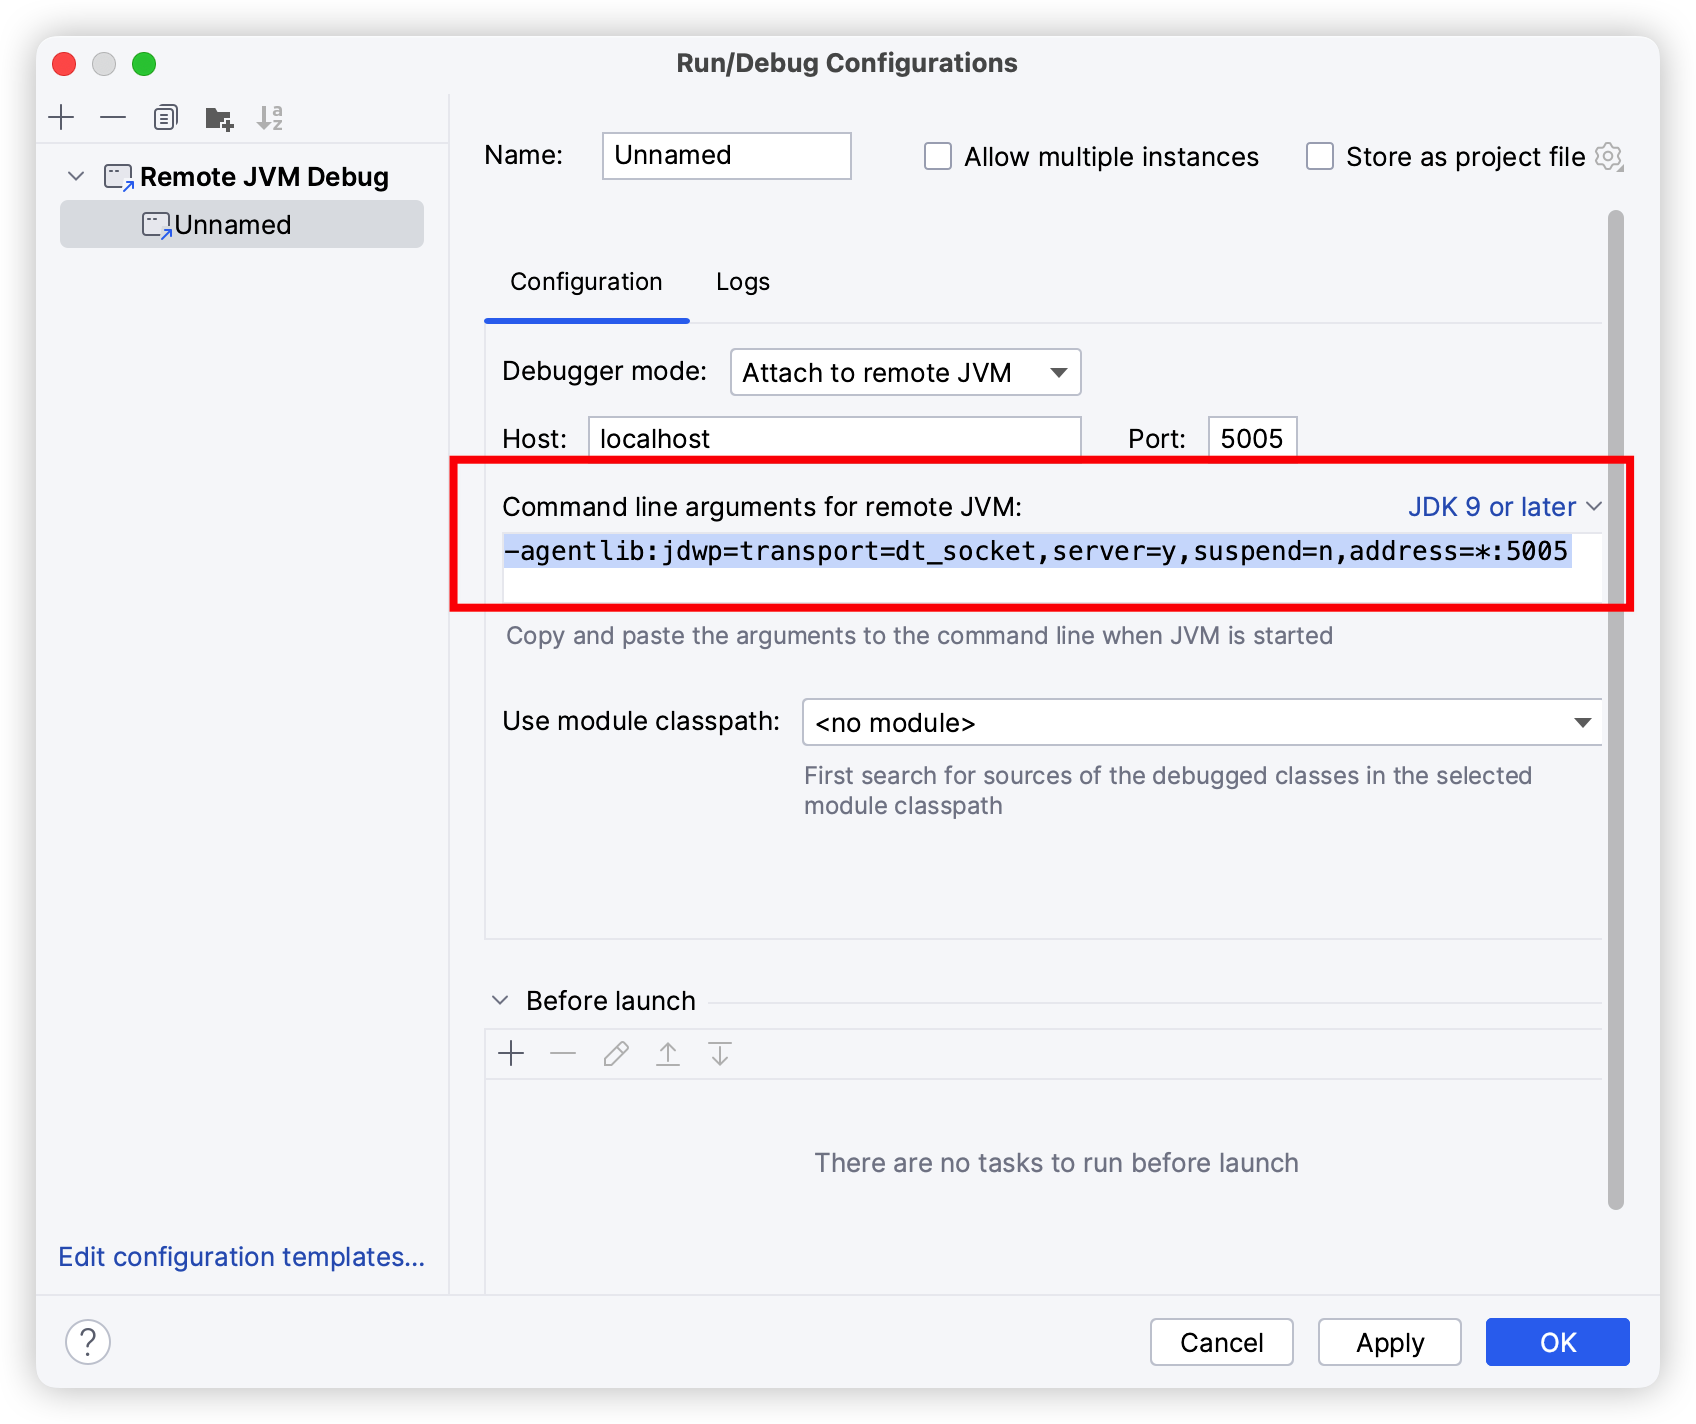 Run/Debug Configurations
Remote JVM Debug
Unnamed
Edit configuration templates...
Name: Unnamed Allow multiple instances Store as project file
Configuration Logs
Debugger mode: Attach to remote JVM
Host: localhost Port: 5005
Command line arguments for remote JVM: JDK 9 or later
-agentlib:jdwp=transport=dt_socket,server=y,suspend=n,address=*:5005
Copy and paste the arguments to the command line when JVM is started
Use module classpath: <no module>
First search for sources of the debugged classes in the selected
module classpath
Before launch
There are no tasks to run before launch
? Cancel Apply OK